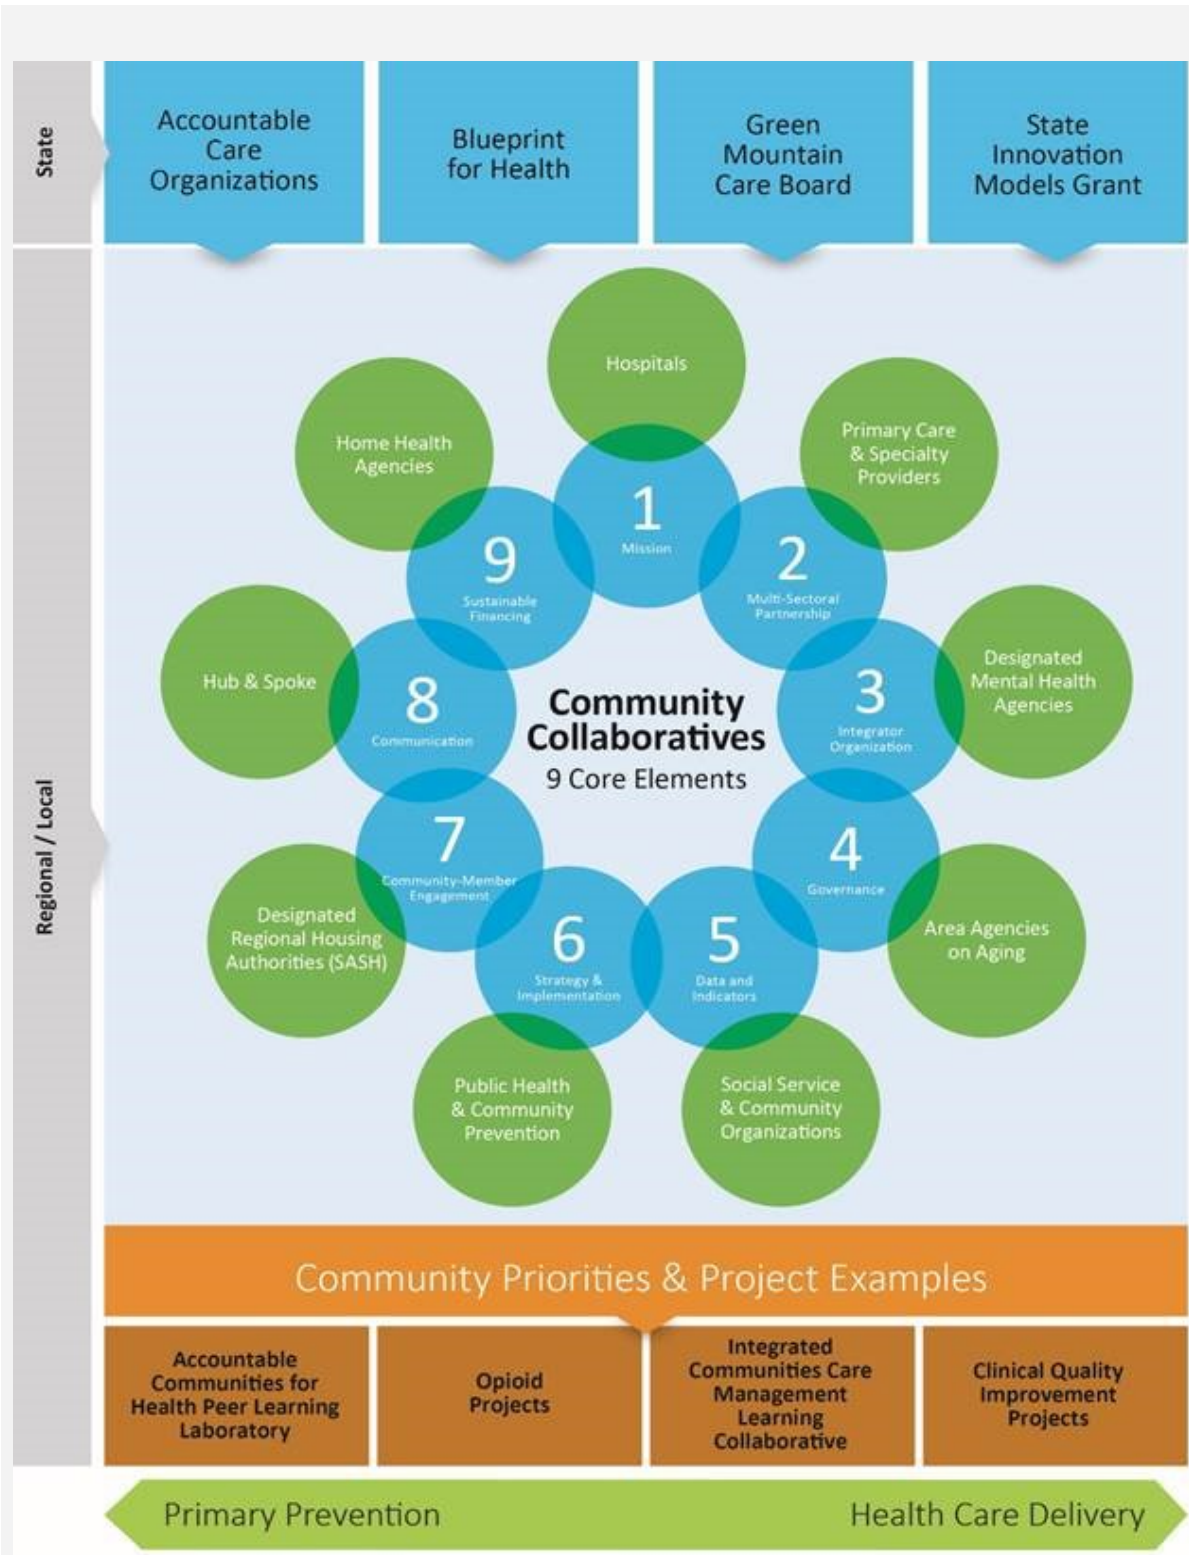 State
Accountable
Care
Organizations
Blueprint
for Health
Green
Mountain
Care Board
State
Innovation
Models Grant
Regional / Local
Hospitals
Primary Care
& Specialty
Providers
Designated
Mental Health
Agencies
Area Agencies
on Aging
Social Service
& Community
Organizations
Public Health
& Community
Prevention
Designated
Regional Housing
Authorities (SASH)
Hub & Spoke
Home Health
Agencies
1
Mission
2
Multi-Sectoral
Partnership
3
Integrator
Organization
4
Governance
5
Data and
Indicators
6
Strategy &
Implementation
7
Community-Member
Engagement
8
Communication
9
Sustainable
Financing
Community
Collaboratives
9 Core Elements
Community Priorities & Project Examples
Accountable
Communities for
Health Peer Learning
Laboratory
Opioid
Projects
Integrated
Communities Care
Management
Learning
Collaborative
Clinical Quality
Improvement
Projects
Primary Prevention
Health Care Delivery